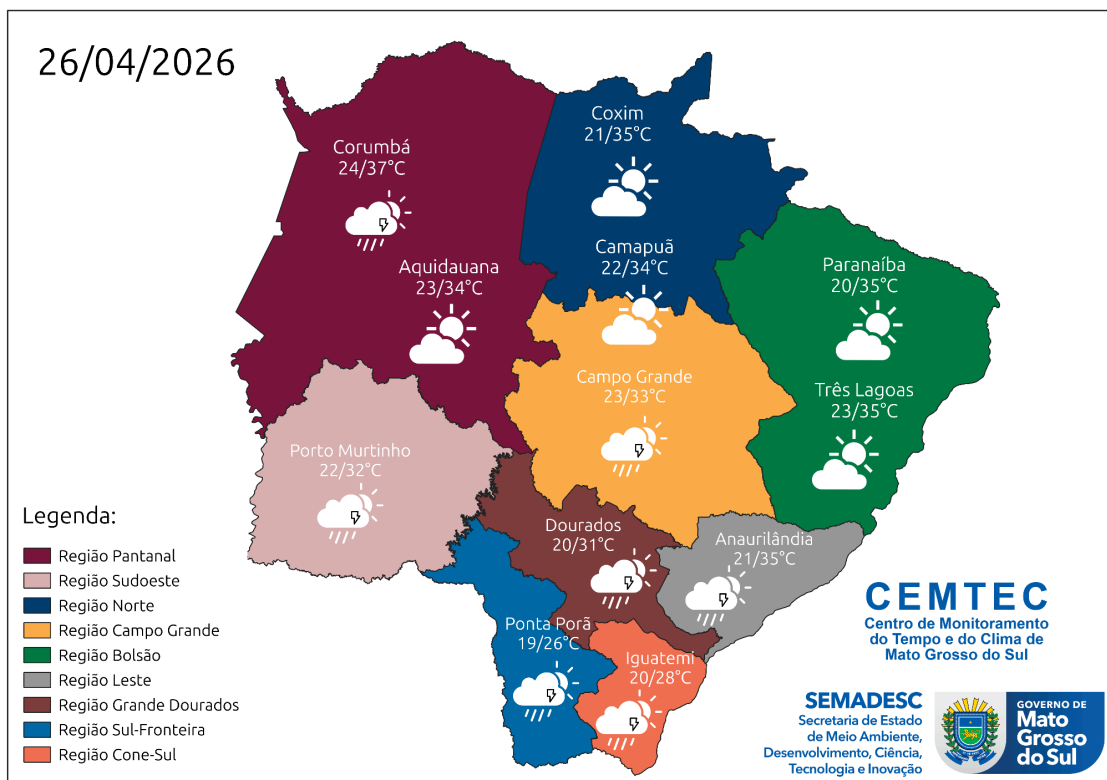 26/04/2026
Coxim
21/35°C
Corumbá
24/37°C
Camapuã
22/34°C
Aquidauana
23/34°C
Paranaíba
20/35°C
Campo Grande
23/33°C
Três Lagoas
23/35°C
Porto Murtinho
22/32°C
Dourados
20/31°C
Anaurilândia
21/35°C
Ponta Porã
19/26°C
Iguatemi
20/28°C
Legenda:
Região Pantanal
Região Sudoeste
Região Norte
Região Campo Grande
Região Bolsão
Região Leste
Região Grande Dourados
Região Sul-Fronteira
Região Cone-Sul
CEMTEC
Centro de Monitoramento
do Tempo e do Clima de
Mato Grosso do Sul
SEMADESC
Secretaria de Estado
de Meio Ambiente,
Desenvolvimento, Ciência,
Tecnologia e Inovação
GOVERNO DE
Mato
Grosso
do Sul